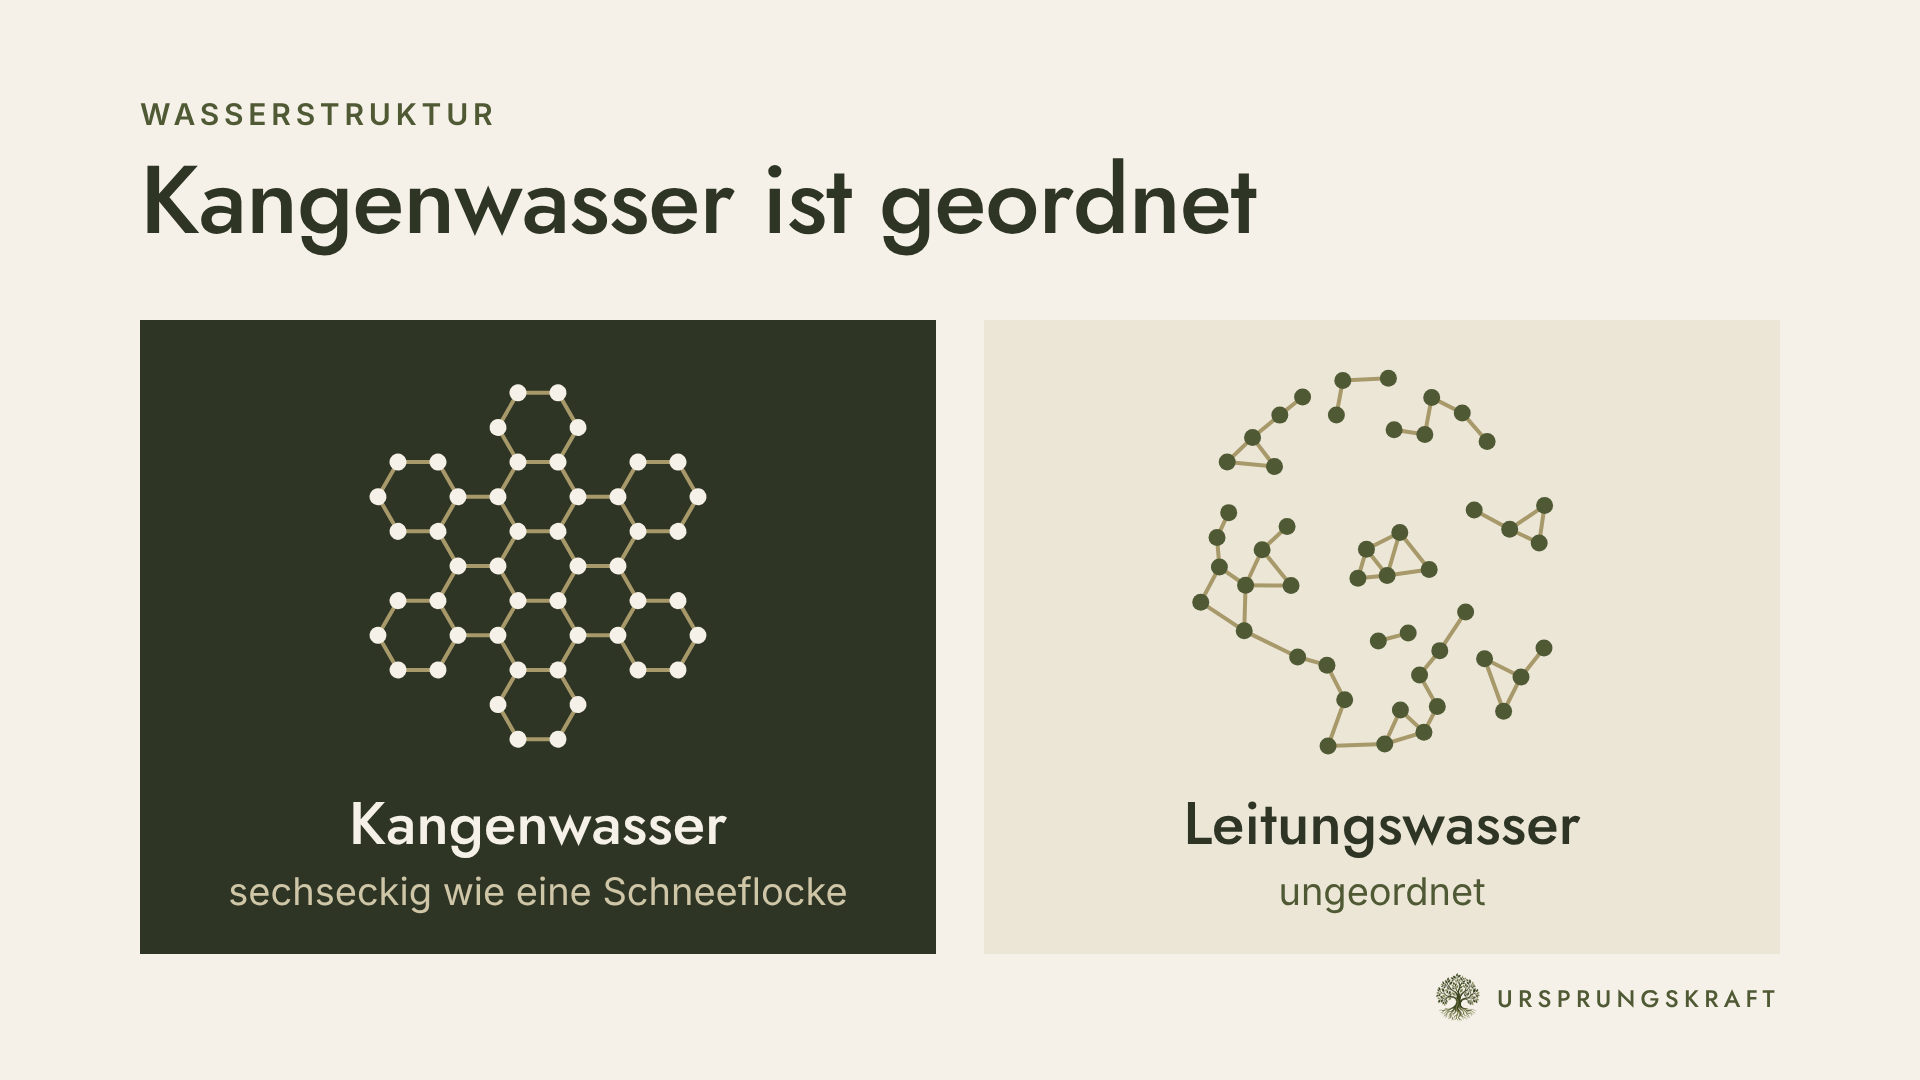 WASSERSTRUKTUR
Kangenwasser ist geordnet
Kangenwasser
sechseckig wie eine Schneeflocke
Leitungswasser
ungeordnet
URSPRUNGSKRAFT